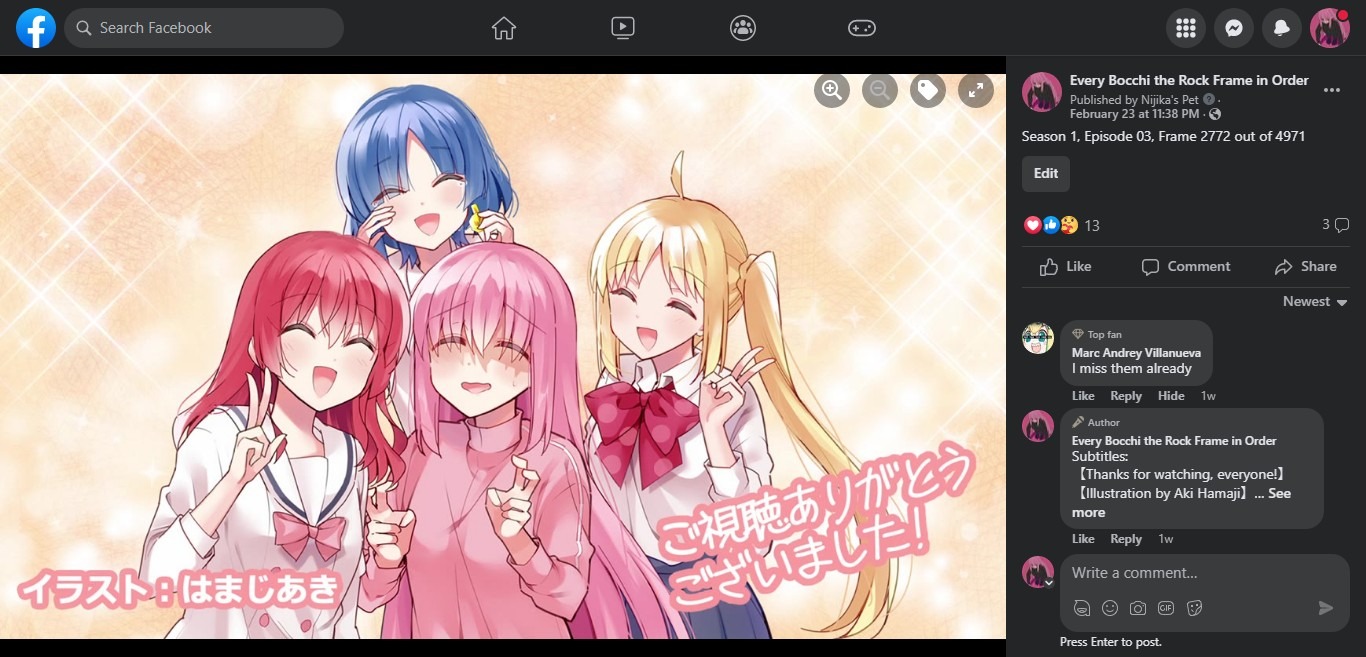 Search Facebook
イラスト：はまじあき
ご視聴ありがとう
ございました!
Every Bocchi the Rock Frame in Order
Published by Nijika's Pet ·
February 23 at 11:38 PM ·
Season 1, Episode 03, Frame 2772 out of 4971
Edit
13
3
Like
Comment
Share
Newest
Top fan
Marc Andrey Villanueva
I miss them already
Like Reply Hide 1w
Author
Every Bocchi the Rock Frame in Order
Subtitles:
【Thanks for watching, everyone!】
【Illustration by Aki Hamaji】... See
more
Like Reply 1w
Write a comment...
GIF
Press Enter to post.